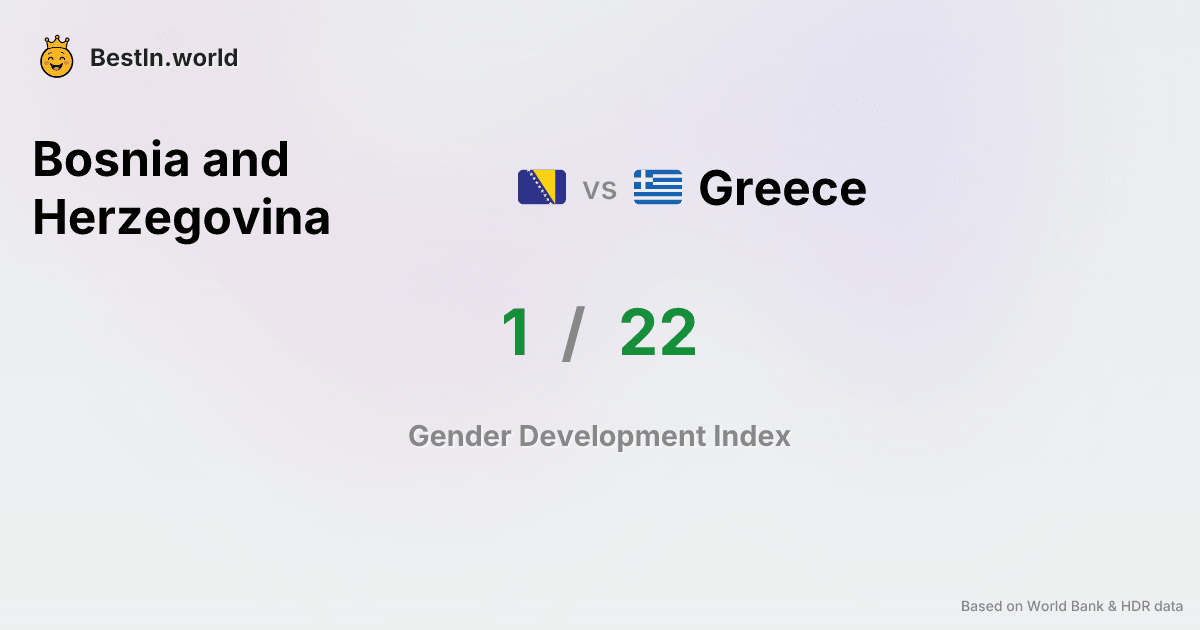 BestIn.world
Bosnia and
Herzegovina
vs
Greece
1 / 22
Gender Development Index
Based on World Bank & HDR data